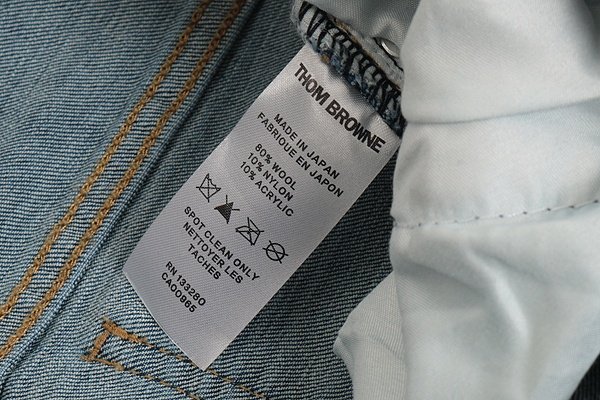 THOM BROWNE
MADE IN JAPAN
FABRIQUE EN JAPON
80% WOOL
10% NYLON
10% ACRYLIC
SPOT CLEAN ONLY
NETTOYER LES
TACHES
RN 133280
CA00965